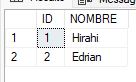 ID NOMBRE
1 1 Hirahi
2 2 Edrian